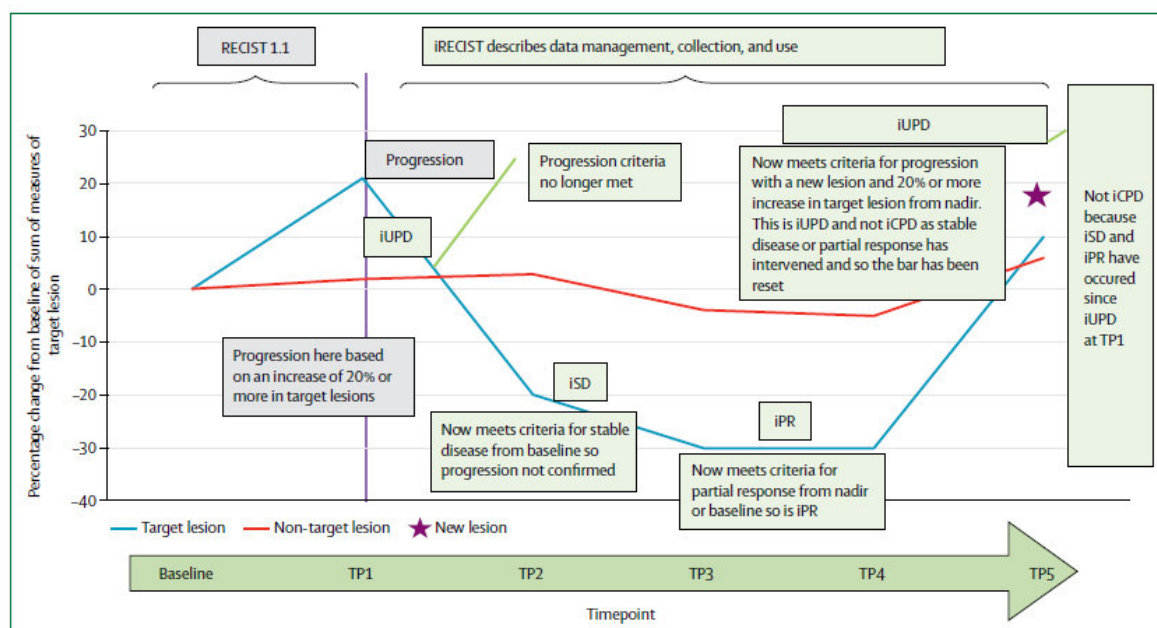 RECIST 1.1
iRECIST describes data management, collection, and use
Percentage change from baseline of sum of measures of
target lesion
30
20
10
0
–10
–20
–30
–40
Progression
iUPD
Progression criteria
no longer met
iUPD
Now meets criteria for progression
with a new lesion and 20% or more
increase in target lesion from nadir.
This is iUPD and not iCPD as stable
disease or partial response has
intervened and so the bar has been
reset
Not iCPD
because
iSD and
iPR have
occured
since
iUPD
at TP1
Progression here based
on an increase of 20% or
more in target lesions
iSD
Now meets criteria for stable
disease from baseline so
progression not confirmed
iPR
Now meets criteria for
partial response from nadir
or baseline so is iPR
Target lesion
Non-target lesion
New lesion
Baseline
TP1
TP2
TP3
TP4
TP5
Timepoint